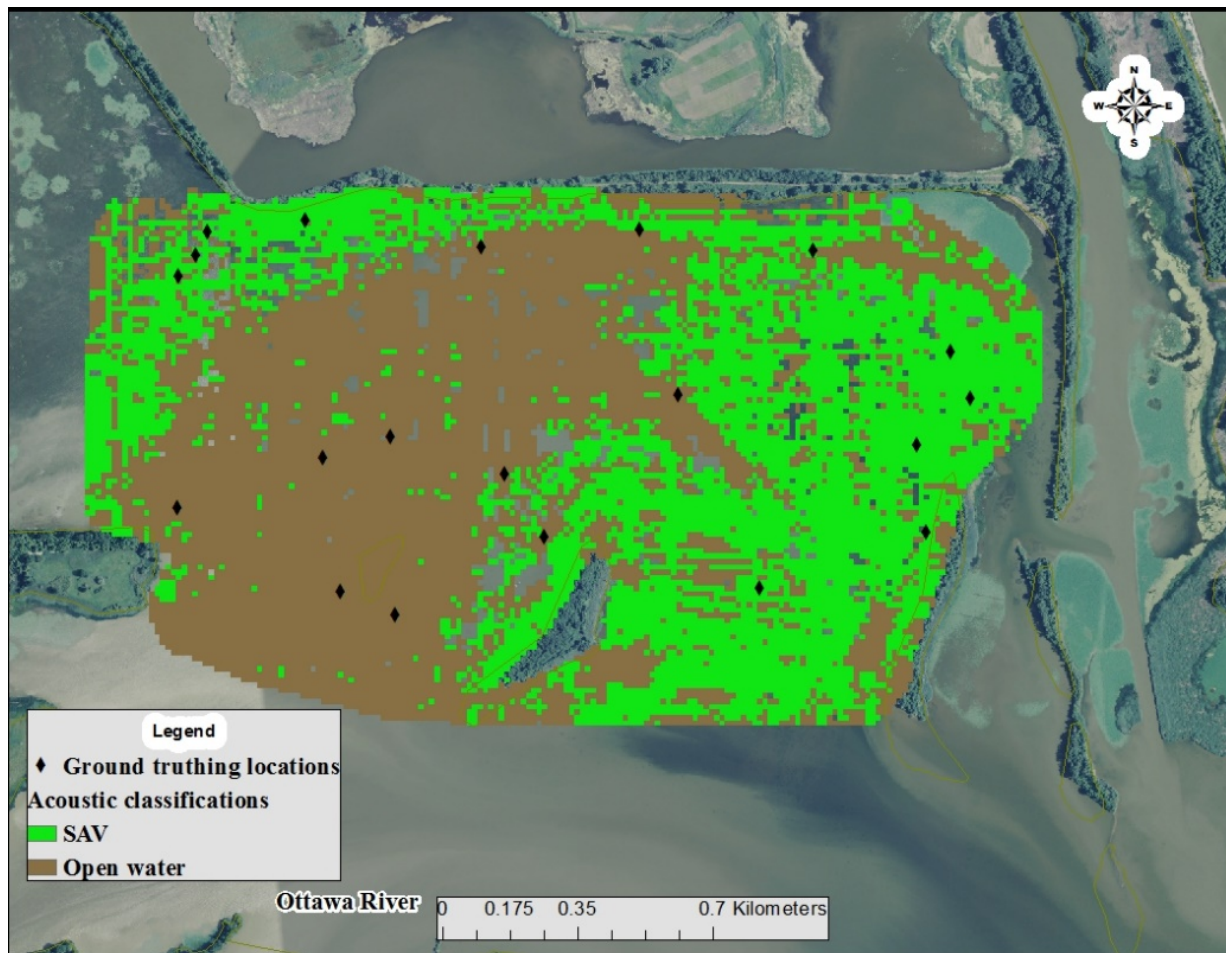 N
W E
S
Legend
Ground truthing locations
Acoustic classifications
SAV
Open water
Ottawa River
0 0.175 0.35 0.7 Kilometers